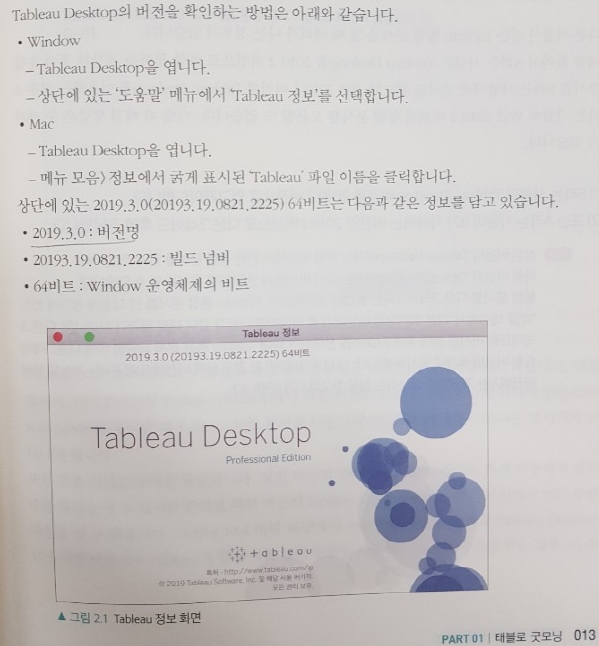 Tableau Desktop의 버전을 확인하는 방법은 아래와 같습니다.
• Window
– Tableau Desktop을 엽니다.
– 상단에 있는 '도움말' 메뉴에서 'Tableau 정보'를 선택합니다.
• Mac
– Tableau Desktop을 엽니다.
– 메뉴 모음〉 정보에서 굵게 표시된 'Tableau' 파일 이름을 클릭합니다.
상단에 있는 2019.3.0(20193.19.0821.2225) 64비트는 다음과 같은 정보를 담고 있습니다.
• 2019.3.0 : 버전명
• 20193.19.0821.2225 : 빌드 넘버
• 64비트 : Window 운영체제의 비트
Tableau 정보
2019.3.0 (20193.19.0821.2225) 64비트
Tableau Desktop
Professional Edition
+ableau
특허 - http://www.tableau.com/ip
© 2019 Tableau Software, Inc. 및 해당 사용 허가자.
모든 권리 보유.
▲ 그림 2.1 Tableau 정보 화면
PART 01 | 태블로 굿모닝 013